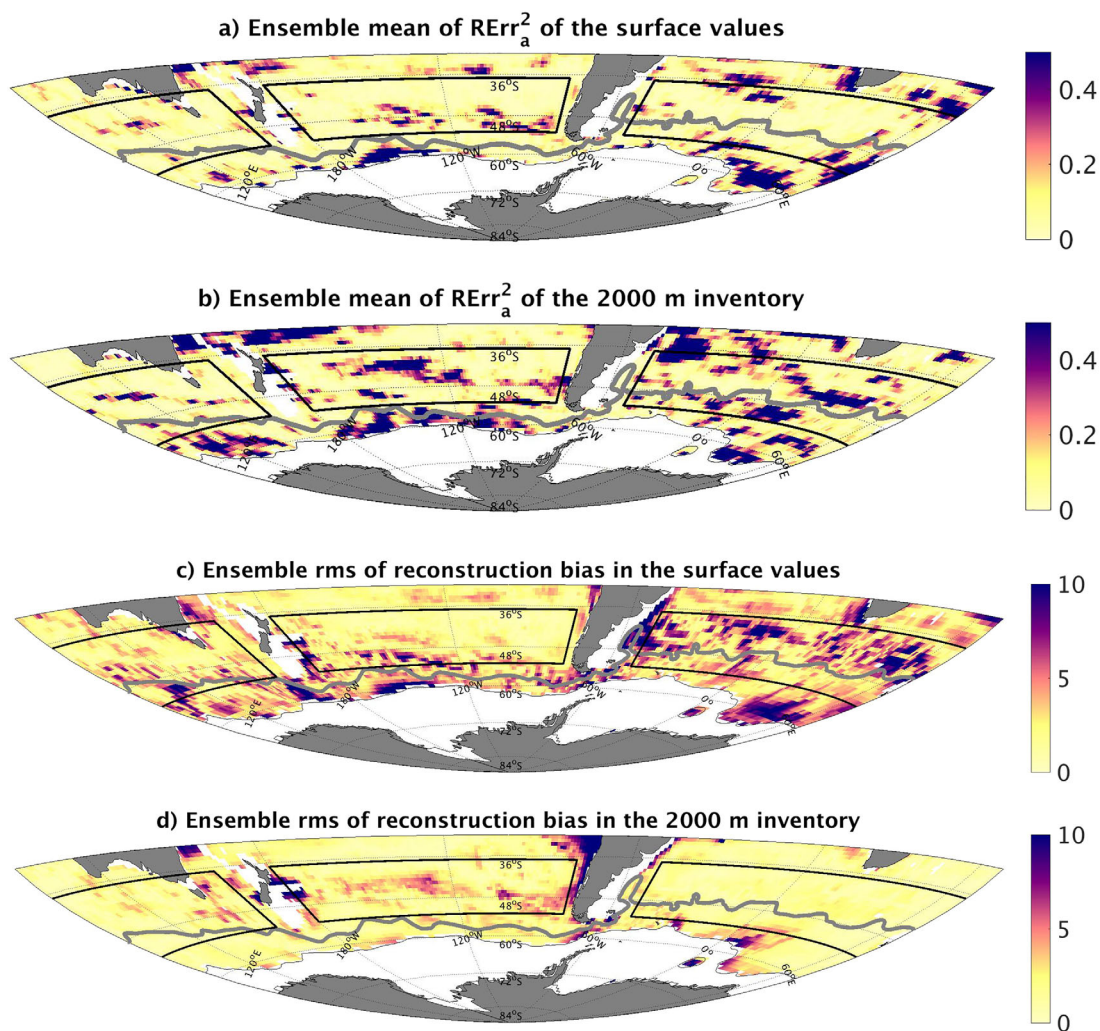 a) Ensemble mean of RErr²ₐ of the surface values
36°S
48°S
60°S
72°S
84°S
120°E
180°W
120°W
60°W
0°
0.4
0.2
0
b) Ensemble mean of RErr²ₐ of the 2000 m inventory
36°S
48°S
60°S
72°S
84°S
120°E
180°W
120°W
60°W
0°
60°E
0.4
0.2
0
c) Ensemble rms of reconstruction bias in the surface values
36°S
48°S
60°S
72°S
84°S
120°E
180°W
120°W
60°W
0°
10
5
0
d) Ensemble rms of reconstruction bias in the 2000 m inventory
36°S
48°S
60°S
72°S
84°S
120°E
180°W
120°W
60°W
0°
60°E
10
5
0